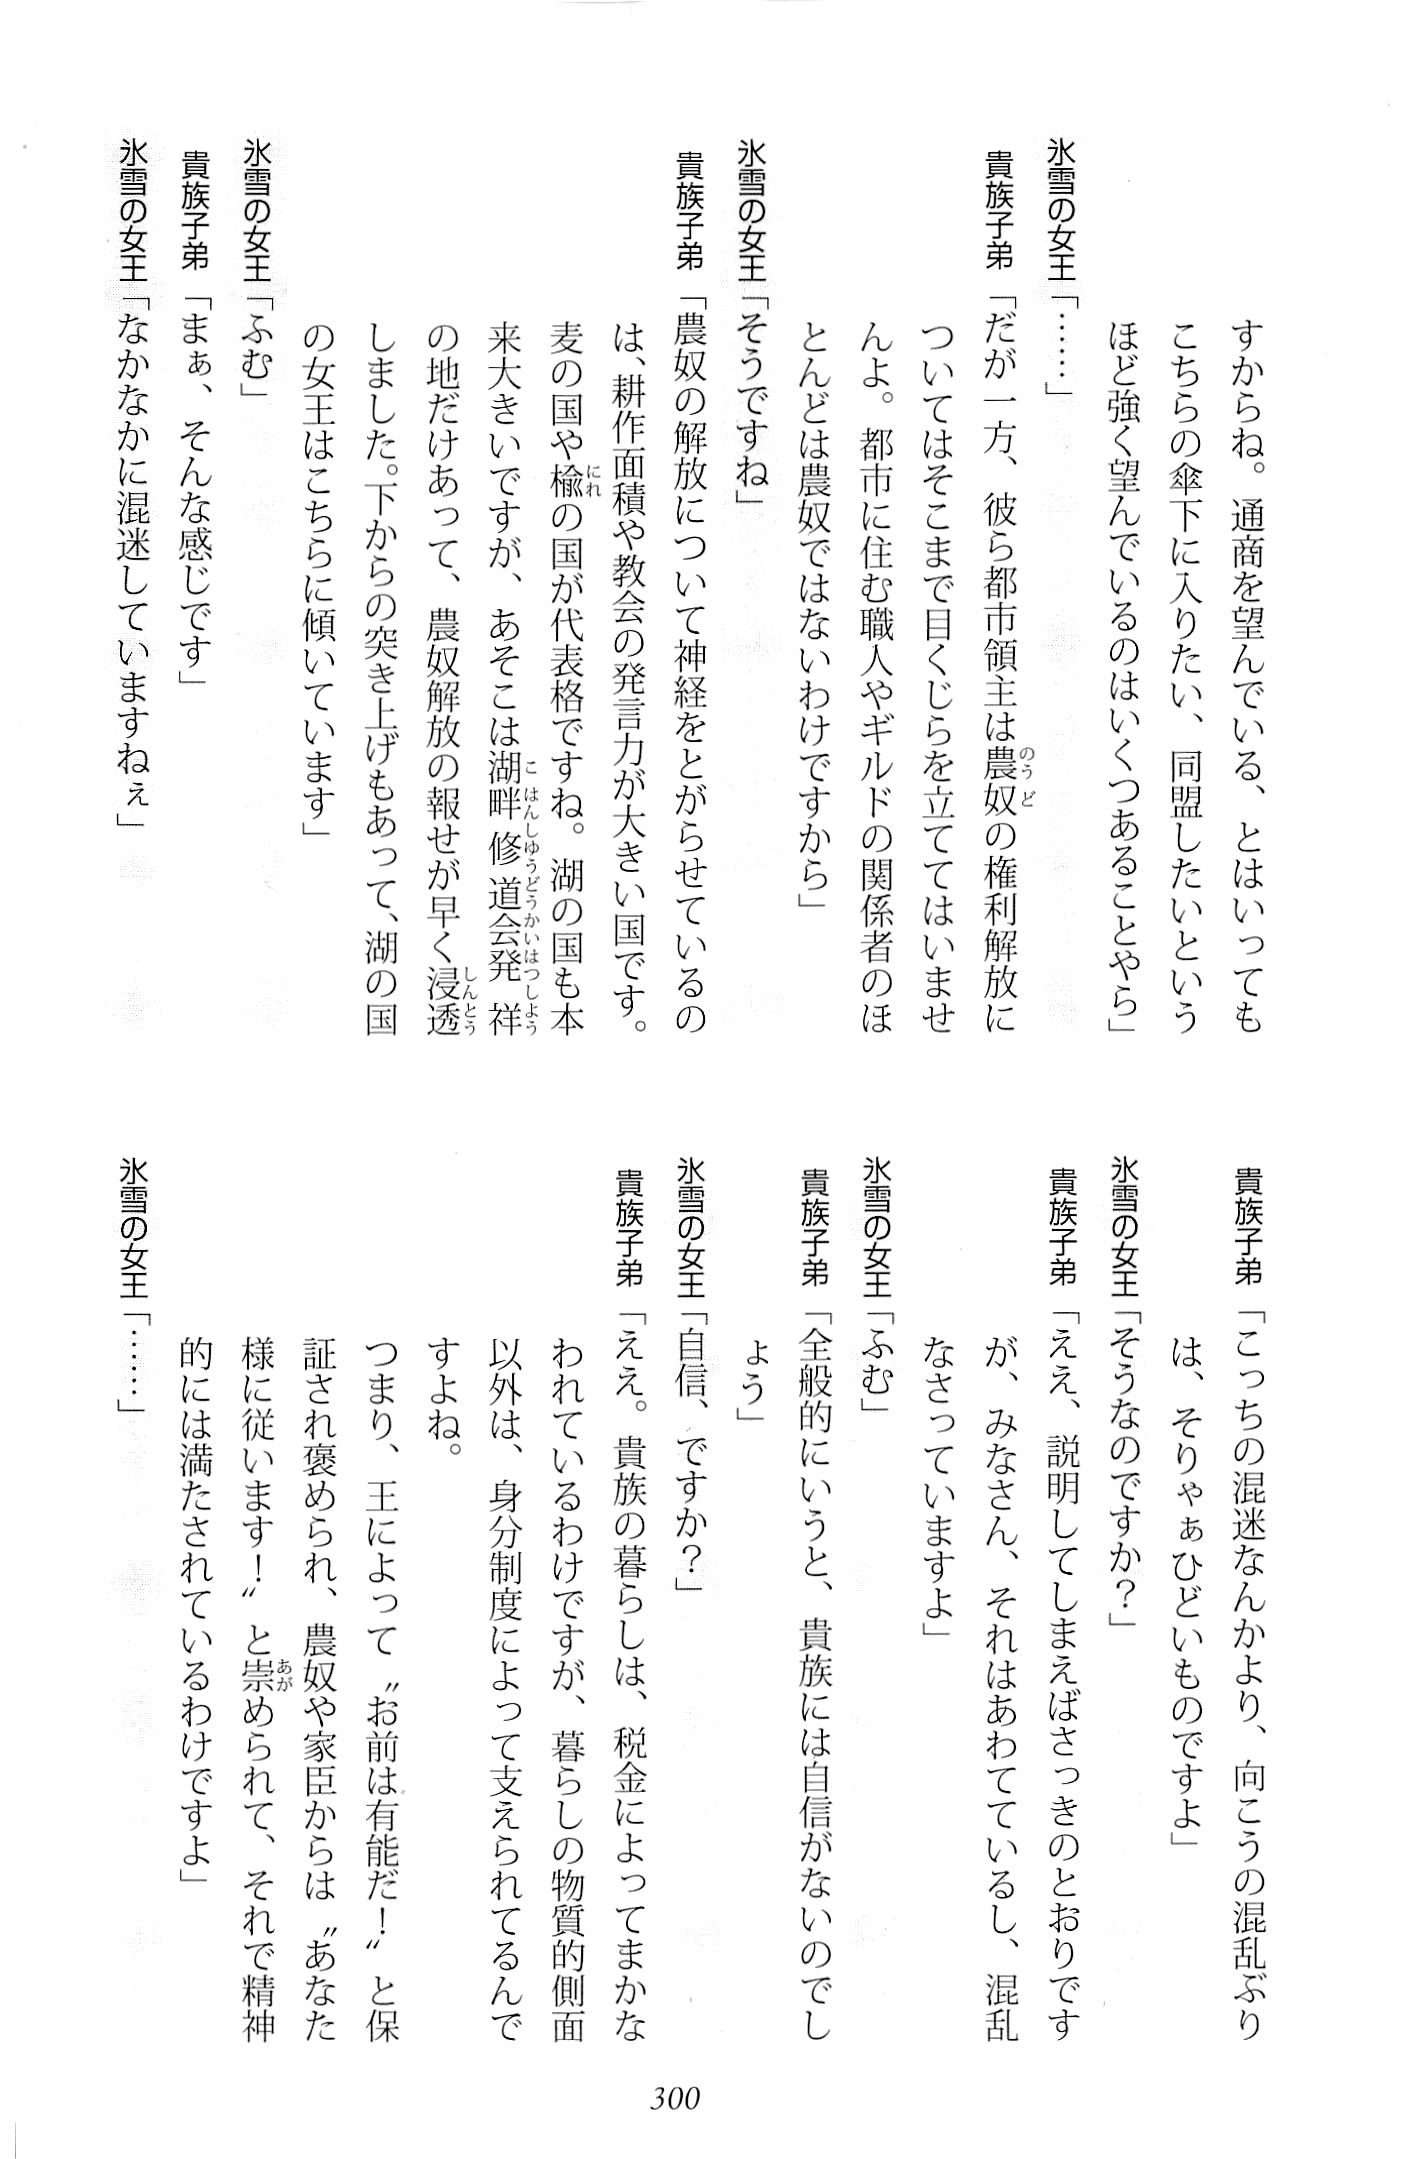 すからね。通商を望んでいる、とはいっても
こちらの傘下に入りたい、同盟したいという
ほど強く望んでいるのはいくつあることやら」
氷雪の女王「……」
貴族子弟「だが一方、彼ら都市領主は農奴の権利解放に
ついてはそこまで目くじらを立ててはいませ
んよ。都市に住む職人やギルドの関係者のほ
とんどは農奴ではないわけですから」
氷雪の女王「そうですね」
貴族子弟「農奴の解放について神経をとがらせているの
は、耕作面積や教会の発言力が大きい国です。
麦の国や楡の国が代表格ですね。湖の国も本
来大きいですが、あそこは湖畔修道会発祥
の地だけあって、農奴解放の報せが早く浸透
しました。下からの突き上げもあって、湖の国
の女王はこちらに傾いています」
氷雪の女王「ふむ」
貴族子弟「まぁ、そんな感じです」
氷雪の女王「なかなかに混迷していますねぇ」
貴族子弟「こっちの混迷なんかより、向こうの混乱ぶり
は、そりゃぁひどいものですよ」
氷雪の女王「そうなのですか？」
貴族子弟「ええ、説明してしまえばさっきのとおりです
が、みなさん、それはあわてているし、混乱
なさっていますよ」
氷雪の女王「ふむ」
貴族子弟「全般的にいうと、貴族には自信がないのでし
ょう」
氷雪の女王「自信、ですか？」
貴族子弟「ええ。貴族の暮らしは、税金によってまかな
われているわけですが、暮らしの物質的側面
以外は、身分制度によって支えられてるんで
すよね。
つまり、王によって〝お前は有能だ！〟と保
証され褒められ、農奴や家臣からは〝あなた
様に従います！〟と崇められて、それで精神
的には満たされているわけですよ」
氷雪の女王「……」
300